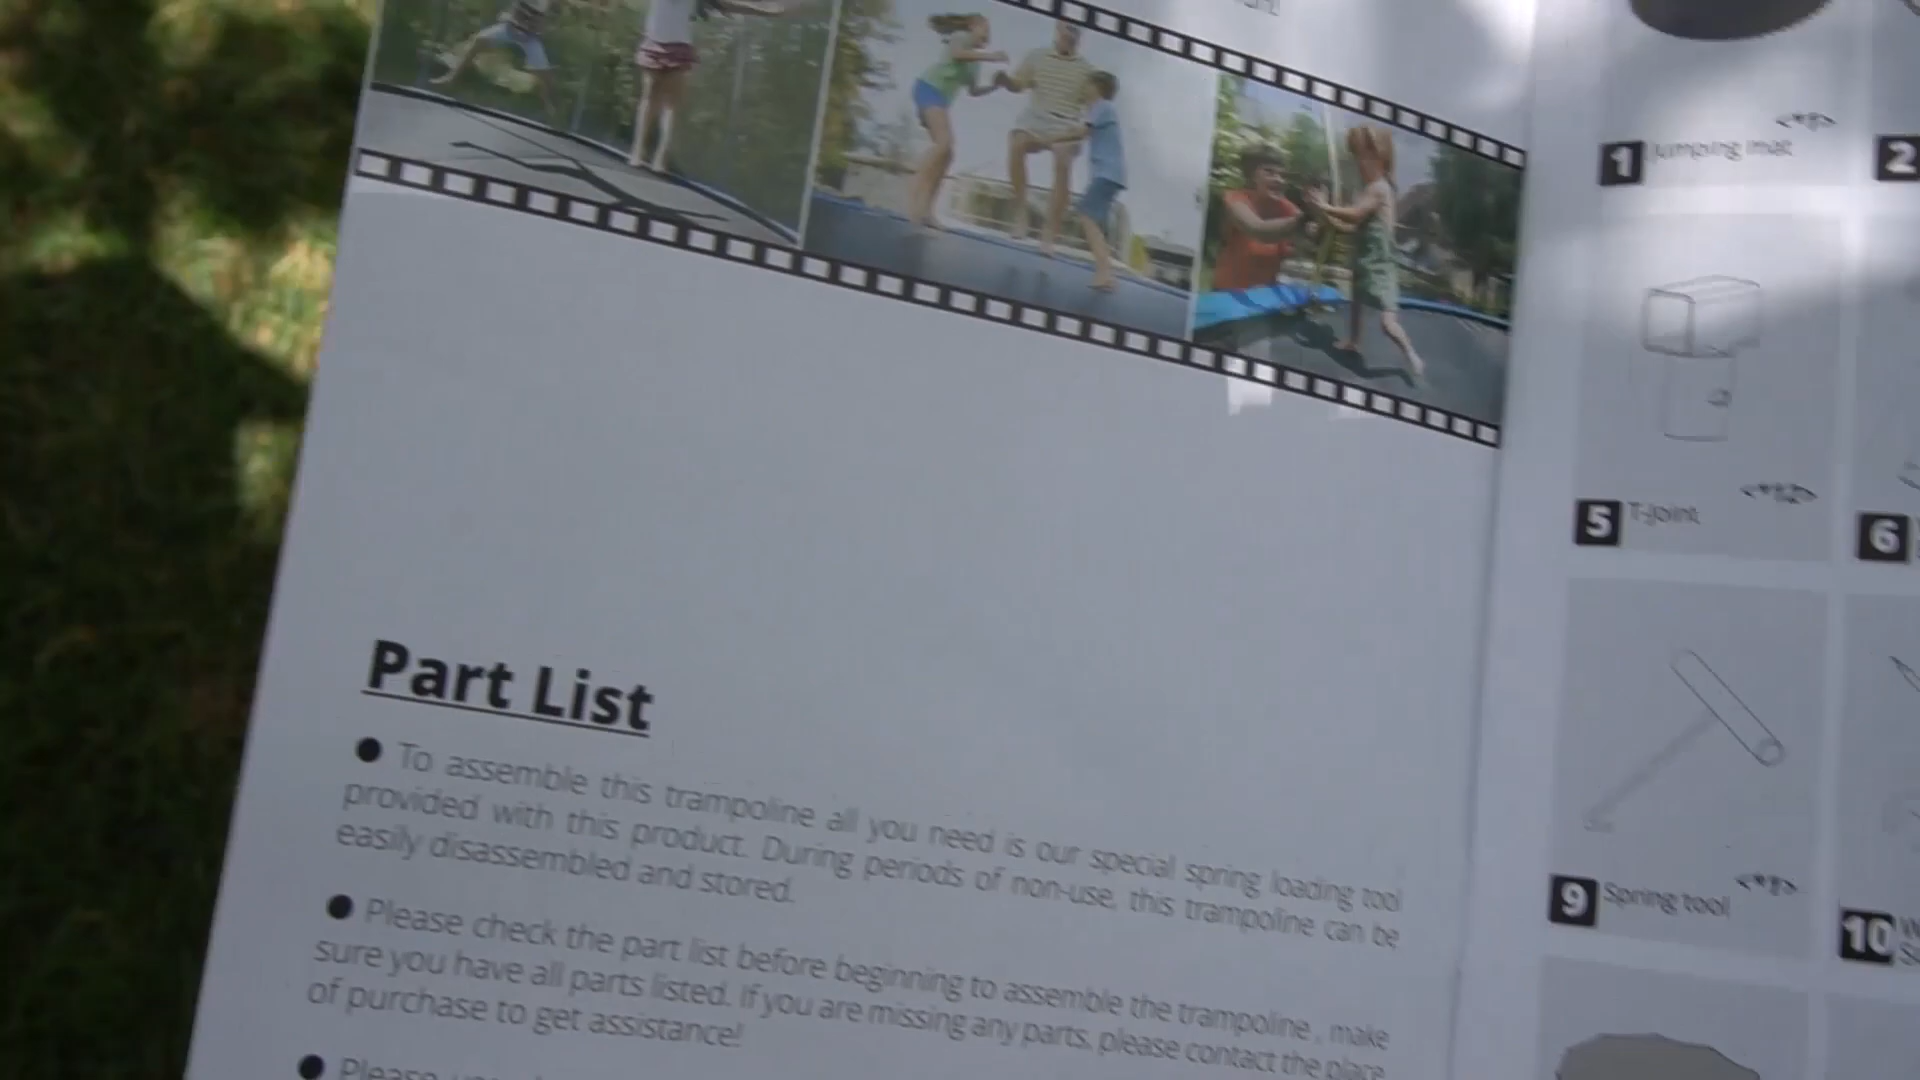 Part List
● To assemble this trampoline all you need is our special spring loading tool
provided with this product. During periods of non-use, this trampoline can be
easily disassembled and stored.
● Please check the part list before beginning to assemble the trampoline , make
sure you have all parts listed. If you are missing any parts, please contact the place
of purchase to get assistance!
● Please
1 Jumping mat
2
5 T-Joint
6
9 Spring tool
10